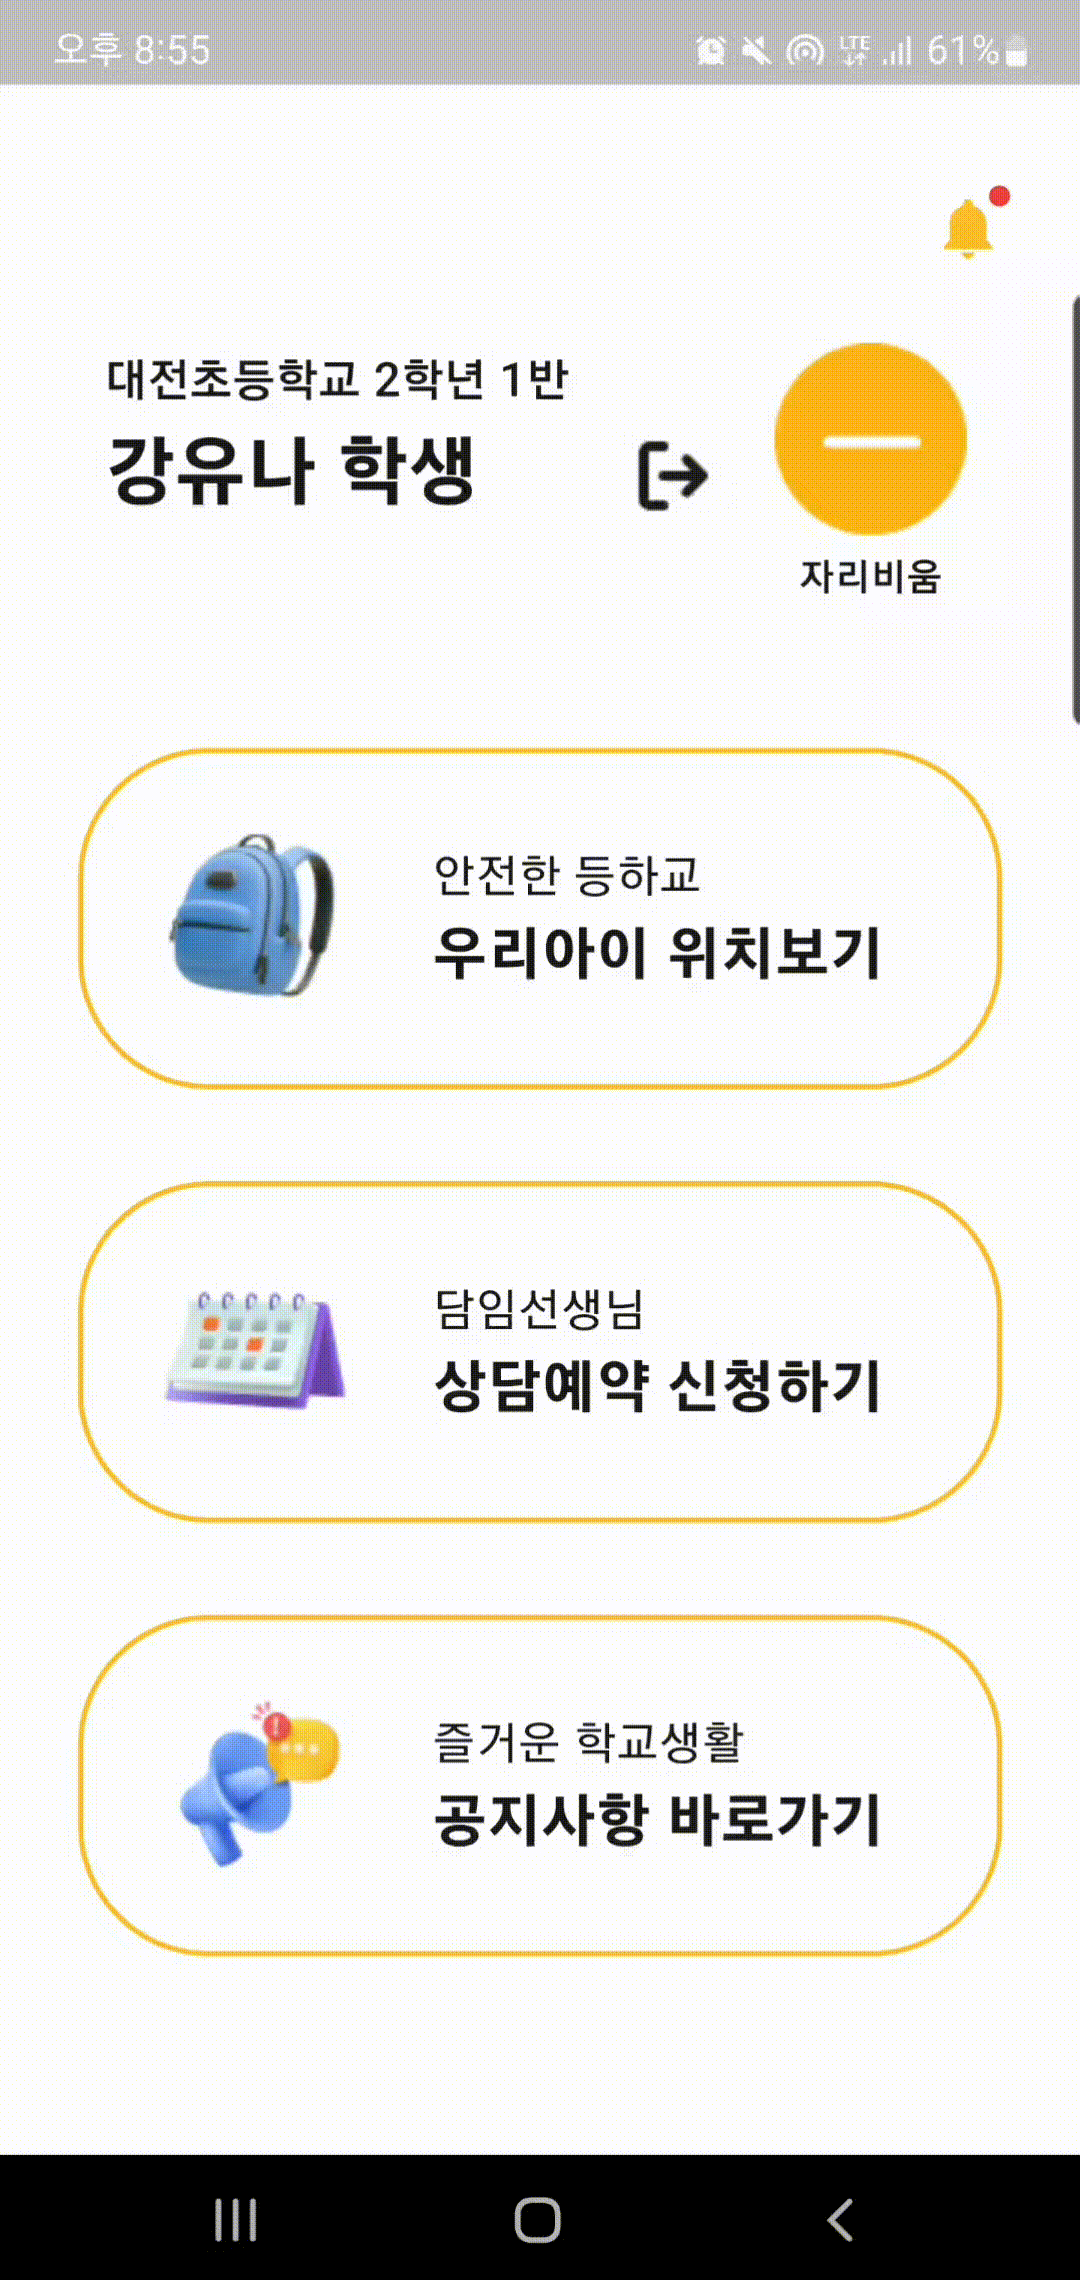 오후 8:55
LTE
61%
대전초등학교 2학년 1반
강유나 학생
자리비움
안전한 등하교
우리아이 위치보기
담임선생님
상담예약 신청하기
즐거운 학교생활
공지사항 바로가기